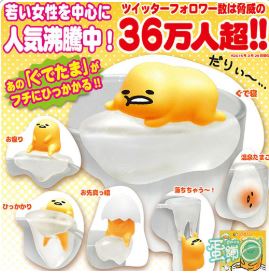 若い女性を中心に
人気沸騰中!
ツイッターフォロワー数は脅威の
36万人超!!
あの「ぐでたま」が
フチにひっかかる!!
だりぃ〜…
ぐで寝
お座り
温泉たまご
ひっかかり
お先真っ暗
落ちちゃう〜!
蛋潮